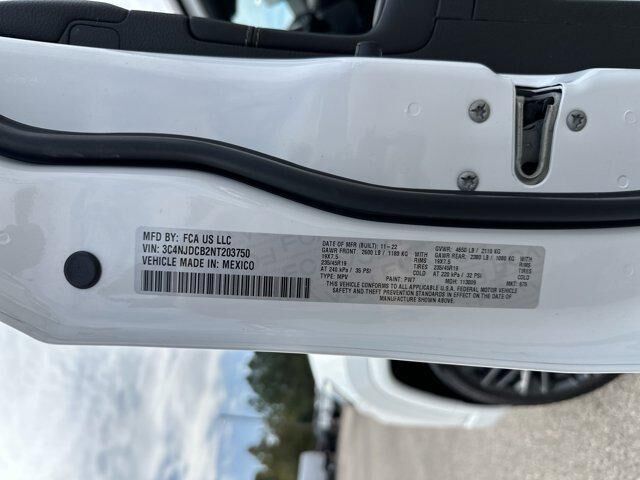 MFD BY: FCA US LLC
VIN: 3C4NJDCB2NT203750
VEHICLE MADE IN: MEXICO
DATE OF MFR (BUILT): 11-22
GAWR FRONT: 2600 LB / 1180 KG WITH
19X7.5 RIMS
235/45R19 TIRES
AT 240 kPa / 35 PSI COLD
GVWR: 4650 LB / 2110 KG
GAWR REAR: 2380 LB / 1080 KG WITH
19X7.5 RIMS
235/45R19 TIRES
AT 220 kPa / 32 PSI COLD
TYPE: MPV PAINT: PW7 MDH: 113009 MKT: 675
THIS VEHICLE CONFORMS TO ALL APPLICABLE U.S.A. FEDERAL MOTOR VEHICLE
SAFETY AND THEFT PREVENTION STANDARDS IN EFFECT ON THE DATE OF
MANUFACTURE SHOWN ABOVE.